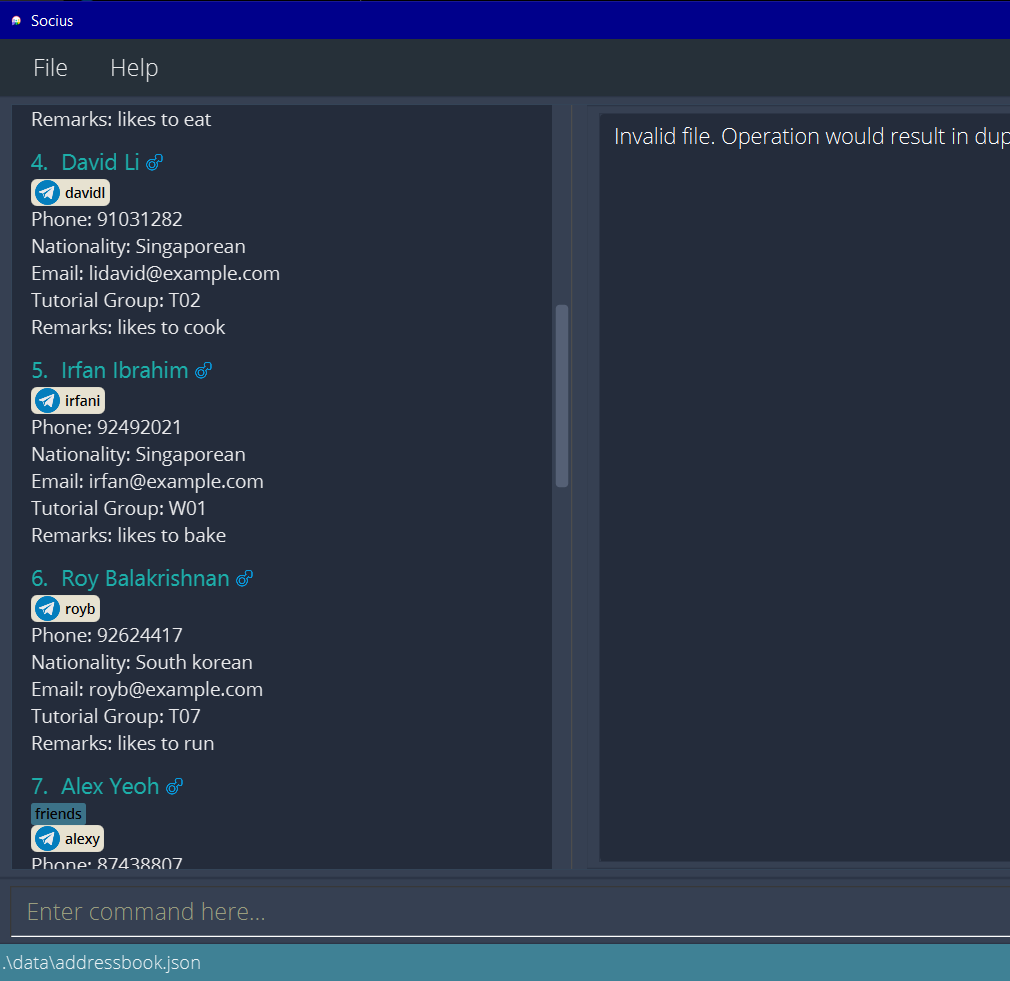 Socius
File Help
Remarks: likes to eat
4. David Li
davidl
Phone: 91031282
Nationality: Singaporean
Email: lidavid@example.com
Tutorial Group: T02
Remarks: likes to cook
5. Irfan Ibrahim
irfani
Phone: 92492021
Nationality: Singaporean
Email: irfan@example.com
Tutorial Group: W01
Remarks: likes to bake
6. Roy Balakrishnan
royb
Phone: 92624417
Nationality: South korean
Email: royb@example.com
Tutorial Group: T07
Remarks: likes to run
7. Alex Yeoh
friends
alexy
Phone: 87438807
Invalid file. Operation would result in dup
Enter command here...
.\data\addressbook.json